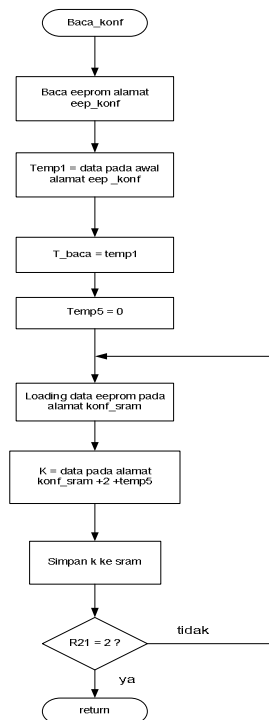 Baca_konf
Baca eeprom alamat
eep_konf
Temp1 = data pada awal
alamat eep _konf
T_baca = temp1
Temp5 = 0
Loading data eeprom pada
alamat konf_sram
K = data pada alamat
konf_sram +2 +temp5
Simpan k ke sram
R21 = 2 ?
tidak
ya
return